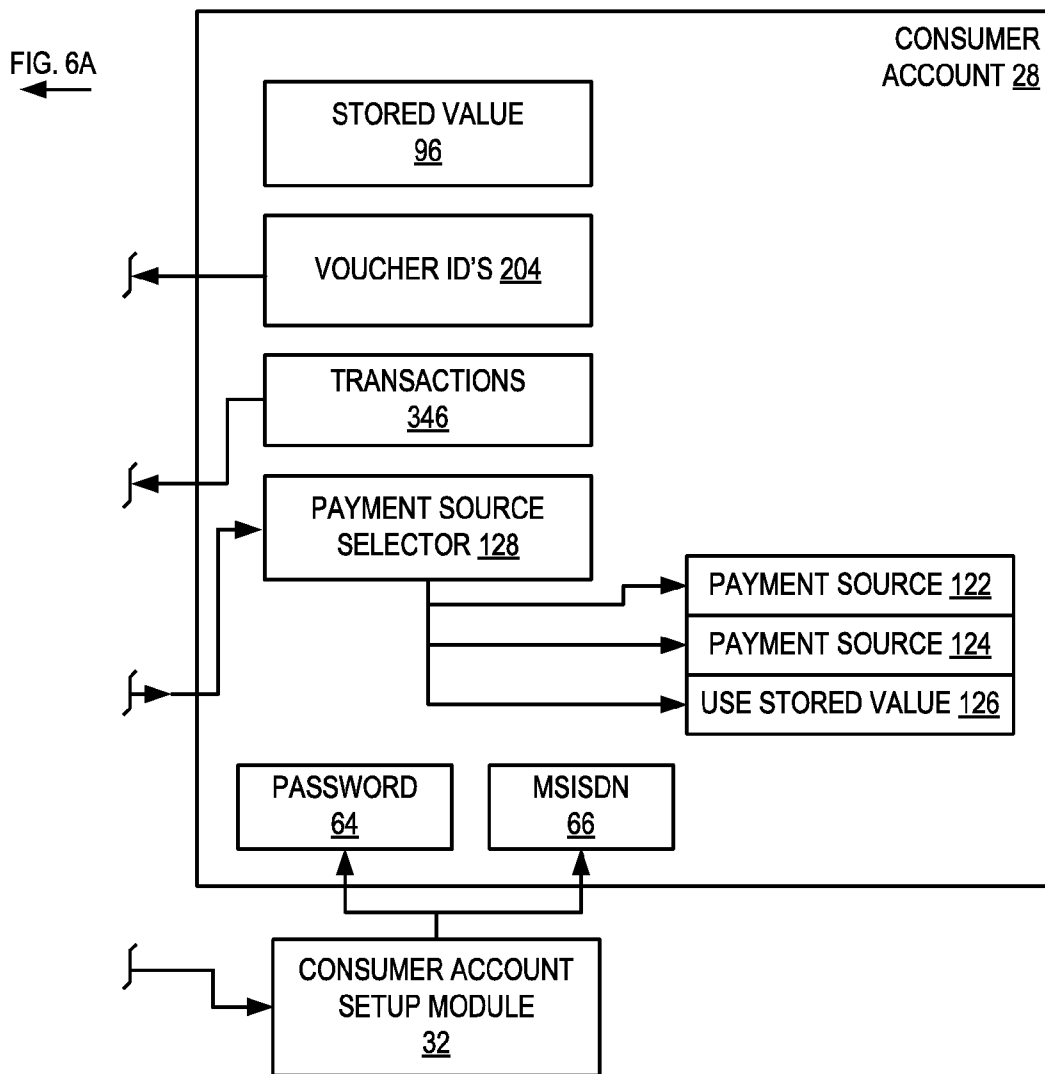 FIG. 6A
CONSUMER
ACCOUNT 28
STORED VALUE
96
VOUCHER ID'S 204
TRANSACTIONS
346
PAYMENT SOURCE
SELECTOR 128
PAYMENT SOURCE 122
PAYMENT SOURCE 124
USE STORED VALUE 126
PASSWORD
64
MSISDN
66
CONSUMER ACCOUNT
SETUP MODULE
32